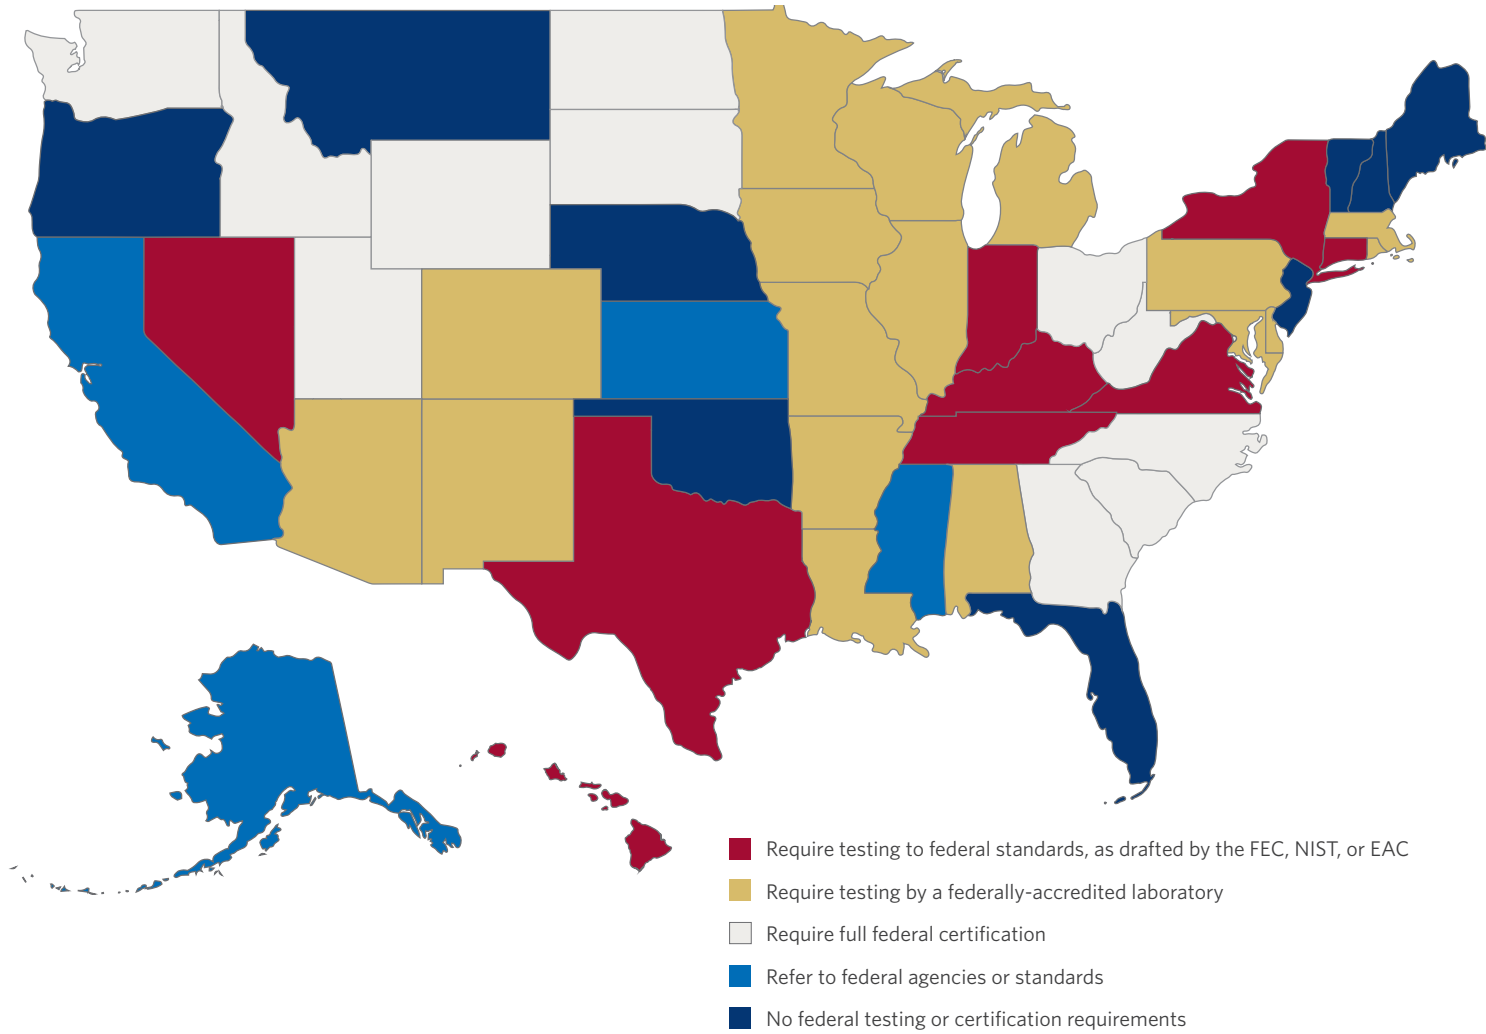 Require testing to federal standards, as drafted by the FEC, NIST, or EAC
Require testing by a federally-accredited laboratory
Require full federal certification
Refer to federal agencies or standards
No federal testing or certification requirements